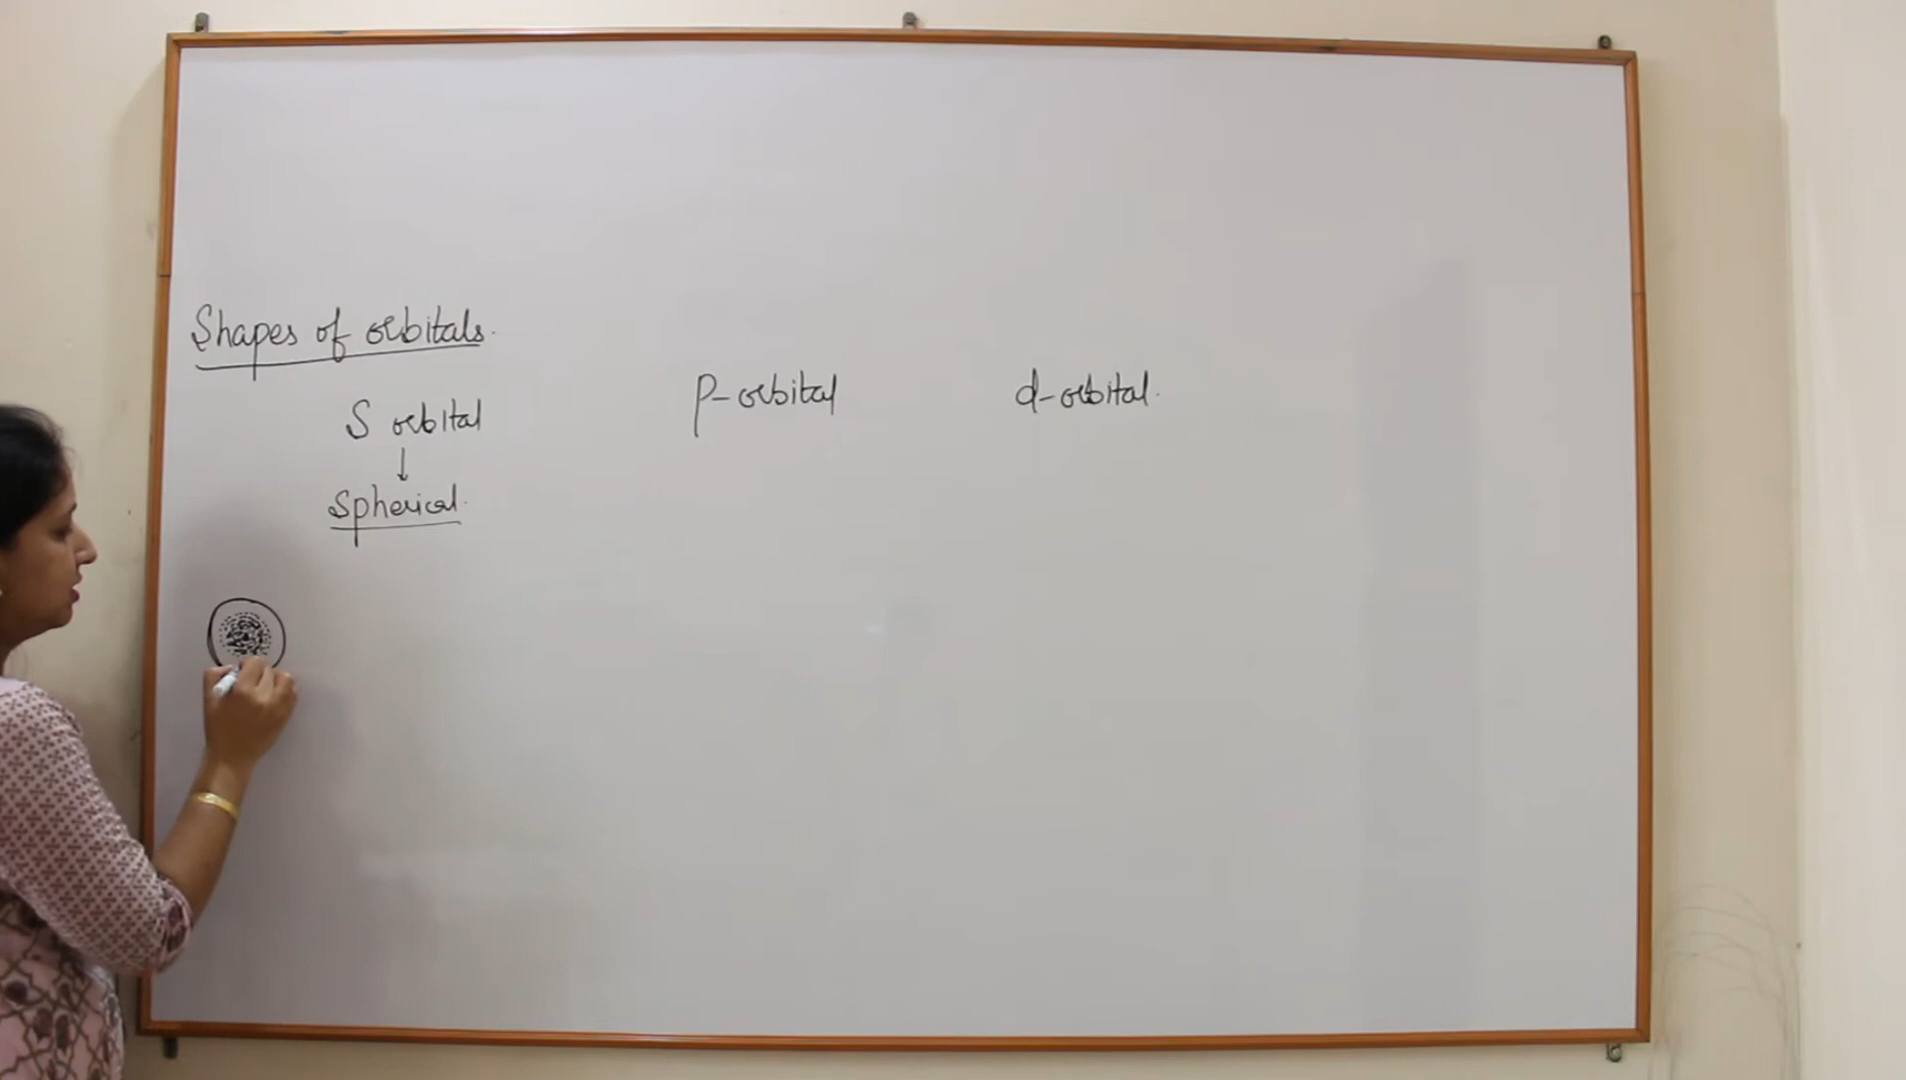 Shapes of orbitals.
S orbital
↓
Spherical.
p-orbital
d-orbital.